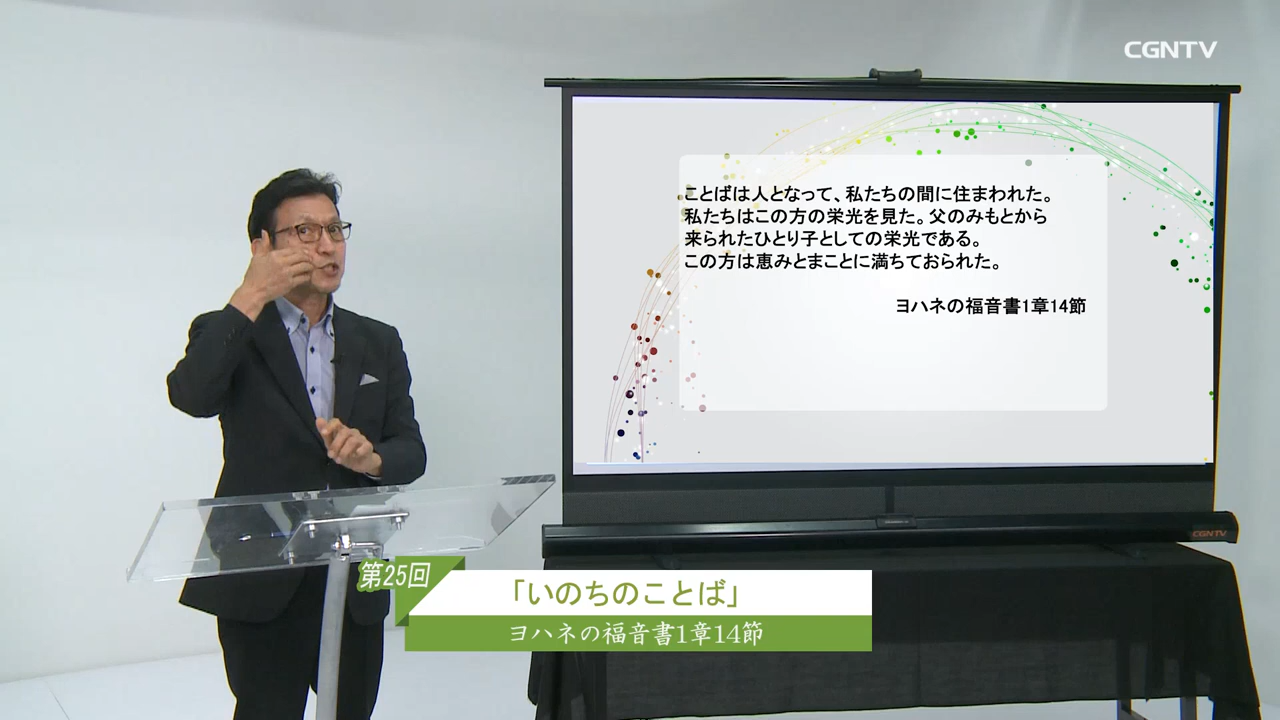 CGNTV
ことばは人となって、私たちの間に住まわれた。
私たちはこの方の栄光を見た。父のみもとから
来られたひとり子としての栄光である。
この方は恵みとまことに満ちておられた。
ヨハネの福音書1章14節
CGNTV
第25回
「いのちのことば」
ヨハネの福音書1章14節